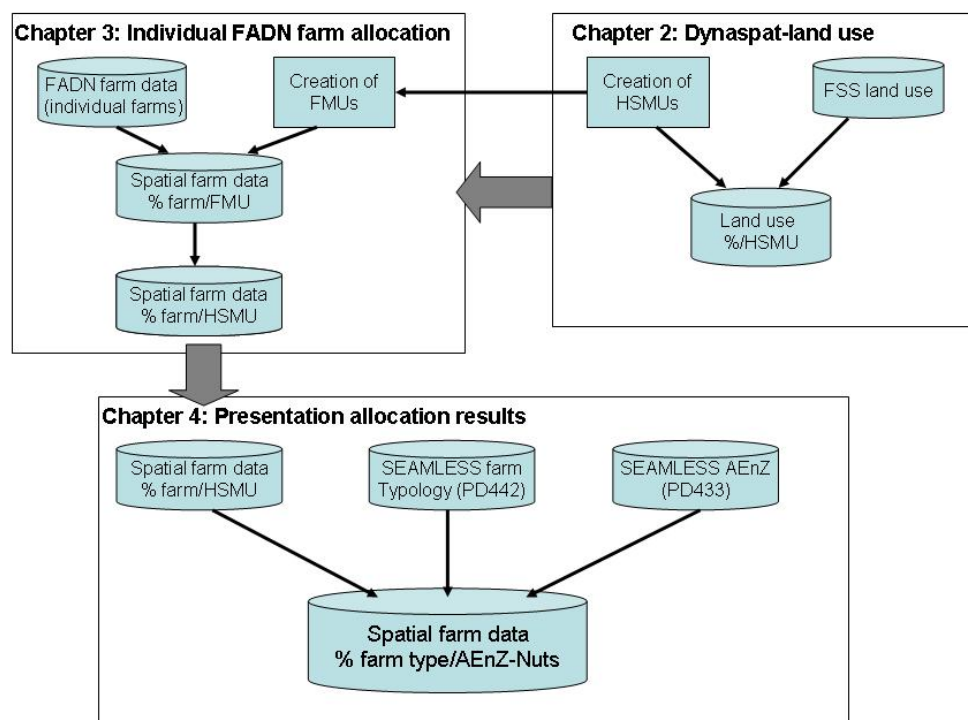 Chapter 3: Individual FADN farm allocation
FADN farm data
(individual farms)
Creation of
FMUs
Spatial farm data
% farm/FMU
Spatial farm data
% farm/HSMU
Chapter 2: Dynaspat-land use
Creation of
HSMUs
FSS land use
Land use
%/HSMU
Chapter 4: Presentation allocation results
Spatial farm data
% farm/HSMU
SEAMLESS farm
Typology (PD442)
SEAMLESS AEnZ
(PD433)
Spatial farm data
% farm type/AEnZ-Nuts